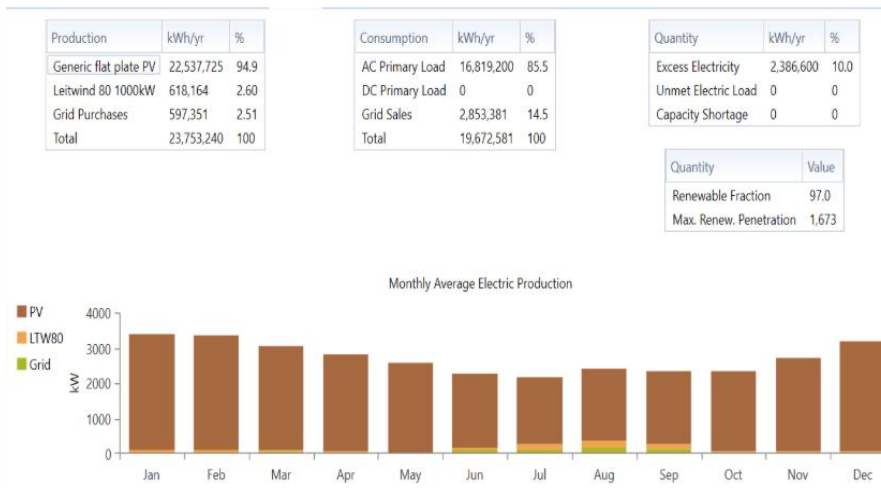 Production kWh/yr %
Generic flat plate PV 22,537,725 94.9
Leitwind 80 1000kW 618,164 2.60
Grid Purchases 597,351 2.51
Total 23,753,240 100
Consumption kWh/yr %
AC Primary Load 16,819,200 85.5
DC Primary Load 0 0
Grid Sales 2,853,381 14.5
Total 19,672,581 100
Quantity kWh/yr %
Excess Electricity 2,386,600 10.0
Unmet Electric Load 0 0
Capacity Shortage 0 0
Quantity Value
Renewable Fraction 97.0
Max. Renew. Penetration 1,673
Monthly Average Electric Production
PV
LTW80
Grid
kW
4000
3000
2000
1000
0
Jan Feb Mar Apr May Jun Jul Aug Sep Oct Nov Dec